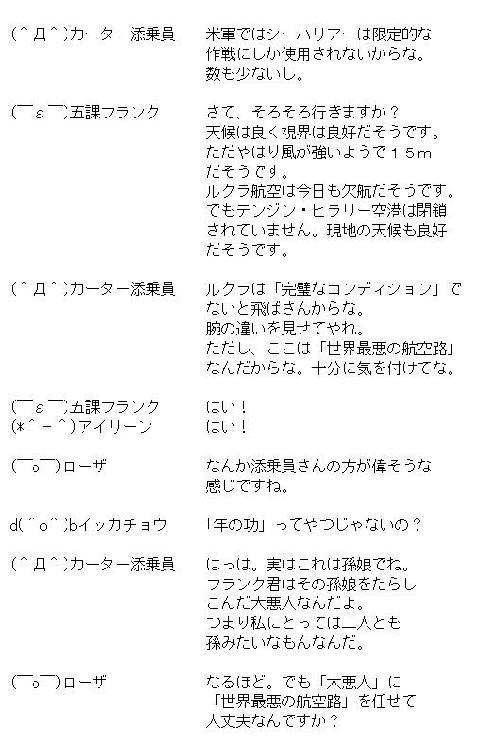 (＾Д＾)カーター添乗員　米軍ではシーハリアーは限定的な
作戦にしか使用されないからな。
数も少ないし。
(￣ε￣)五課フランク　さて、そろそろ行きますか？
天候は良く視界は良好だそうです。
ただやはり風が強いようで１５ｍ
だそうです。
ルクラ航空は今日も欠航だそうです。
でもテンジン・ヒラリー空港は閉鎖
されていません。現地の天候も良好
だそうです。
(＾Д＾)カーター添乗員　ルクラは「完璧なコンディション」で
ないと飛ばさんからな。
腕の違いを見せてやれ。
ただし、ここは「世界最悪の航空路」
なんだからな。十分に気を付けてな。
(￣ε￣)五課フランク　はい！
(*＾－＾)アイリーン　はい！
(￣o￣)ローザ　なんか添乗員さんの方が偉そうな
感じですね。
d(＾o＾)bイッカチョウ　「年の功」ってやつじゃないの？
(＾Д＾)カーター添乗員　にっは。実はこれは孫娘でね。
フランク君はその孫娘をたらし
こんだ大悪人なんだよ。
つまり私にとっては二人とも
孫みたいなもんなんだ。
(￣o￣)ローザ　なるほど。でも「大悪人」に
「世界最悪の航空路」を任せて
大丈夫なんですか？